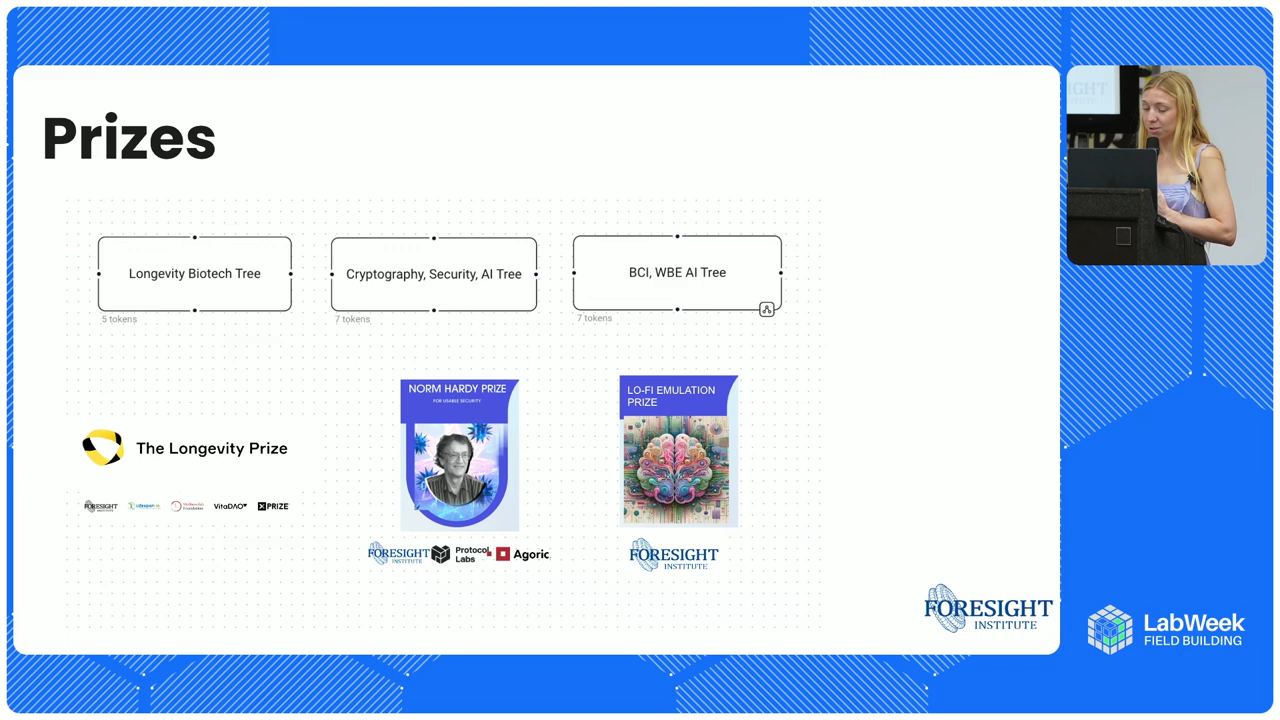 Prizes
Longevity Biotech Tree
5 tokens
Cryptography, Security, AI Tree
7 tokens
BCI, WBE AI Tree
7 tokens
The Longevity Prize
FORESIGHT
INSTITUTE
VitaDAO
XPRIZE
NORM HARDY PRIZE
FOR USABLE SECURITY
FORESIGHT
INSTITUTE
Protocol
Labs
Agoric
LO-FI EMULATION
PRIZE
FORESIGHT
INSTITUTE
FORESIGHT
INSTITUTE
LabWeek
FIELD BUILDING